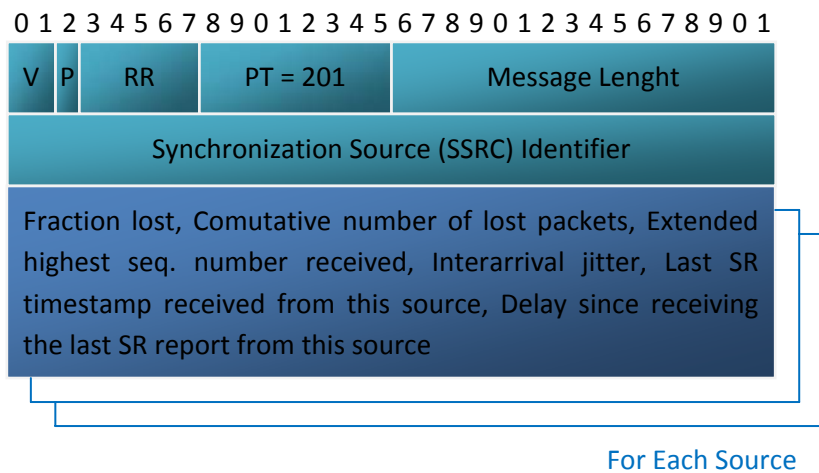 0 1 2 3 4 5 6 7 8 9 0 1 2 3 4 5 6 7 8 9 0 1 2 3 4 5 6 7 8 9 0 1
V P RR PT = 201 Message Lenght
Synchronization Source (SSRC) Identifier
Fraction lost, Comutative number of lost packets, Extended
highest seq. number received, Interarrival jitter, Last SR
timestamp received from this source, Delay since receiving
the last SR report from this source
For Each Source